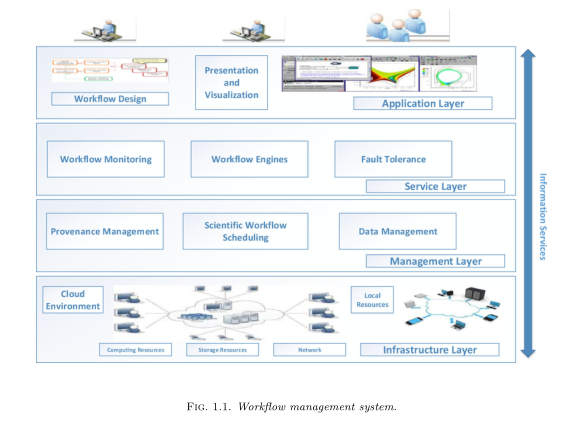 Presentation
and
Visualization
Workflow Design
Application Layer
Workflow Monitoring
Workflow Engines
Fault Tolerance
Service Layer
Provenance Management
Scientific Workflow
Scheduling
Data Management
Management Layer
Cloud
Environment
Local
Resources
Computing Resources
Storage Resources
Network
Infrastructure Layer
Information Services
FIG. 1.1. Workflow management system.